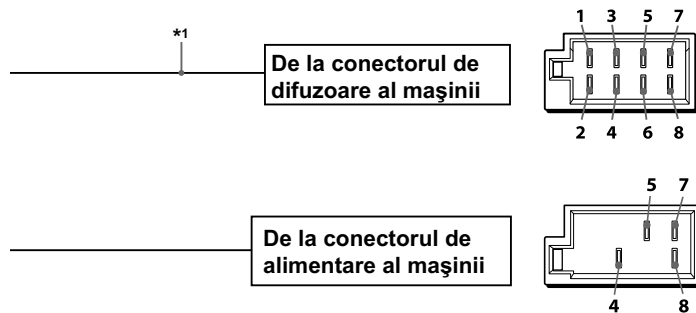 *1
De la conectorul de
difuzoare al maşinii
1 3 5 7
2 4 6 8
De la conectorul de
alimentare al maşinii
5 7
4 8